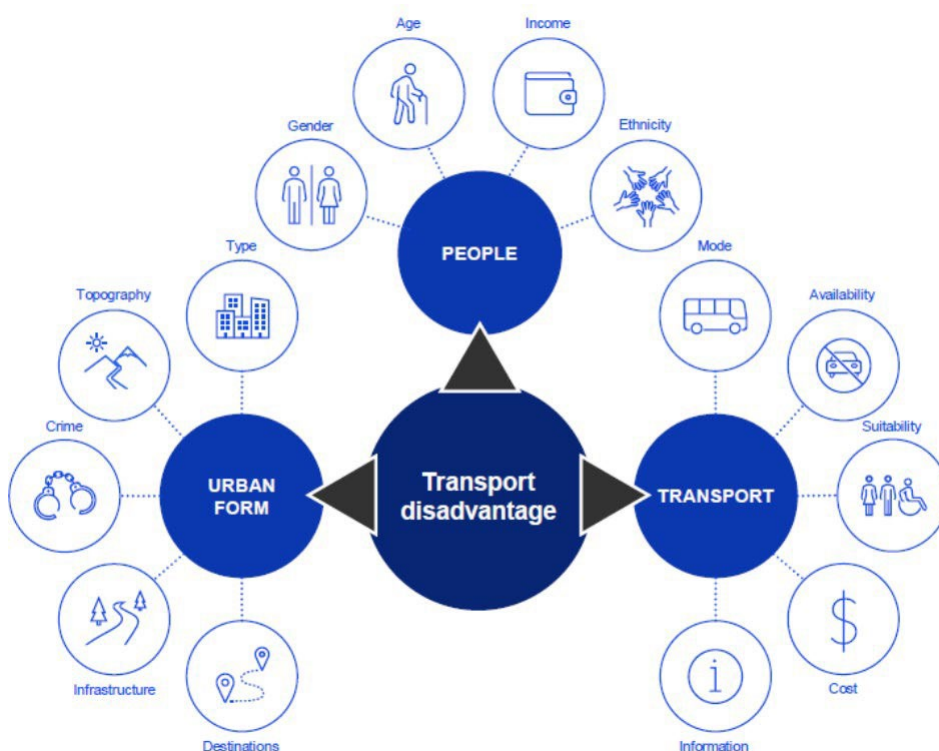 Age
Income
Gender
Ethnicity
PEOPLE
Type
Mode
Topography
Availability
Crime
Suitability
URBAN
FORM
Transport
disadvantage
TRANSPORT
Infrastructure
Cost
Destinations
Information